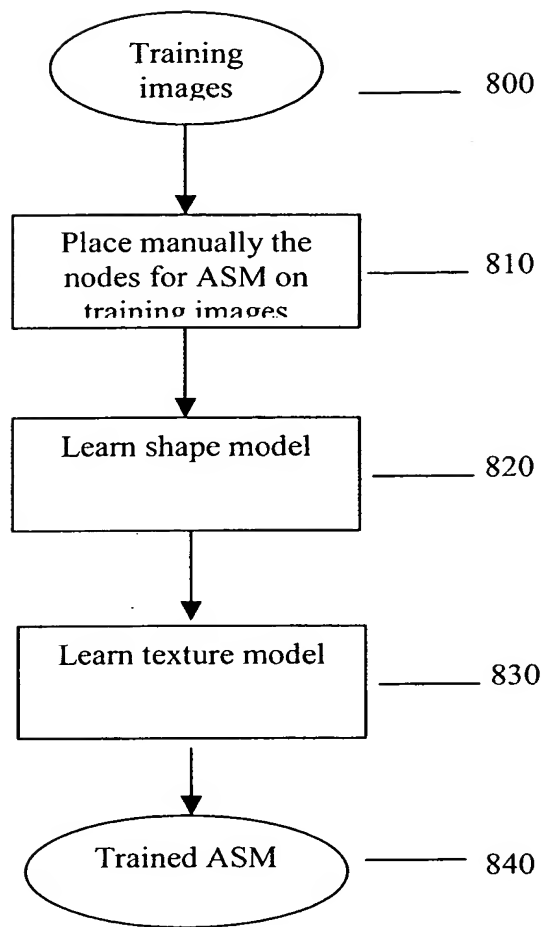 Training
images
800
Place manually the
nodes for ASM on
training images
810
Learn shape model
820
Learn texture model
830
Trained ASM
840